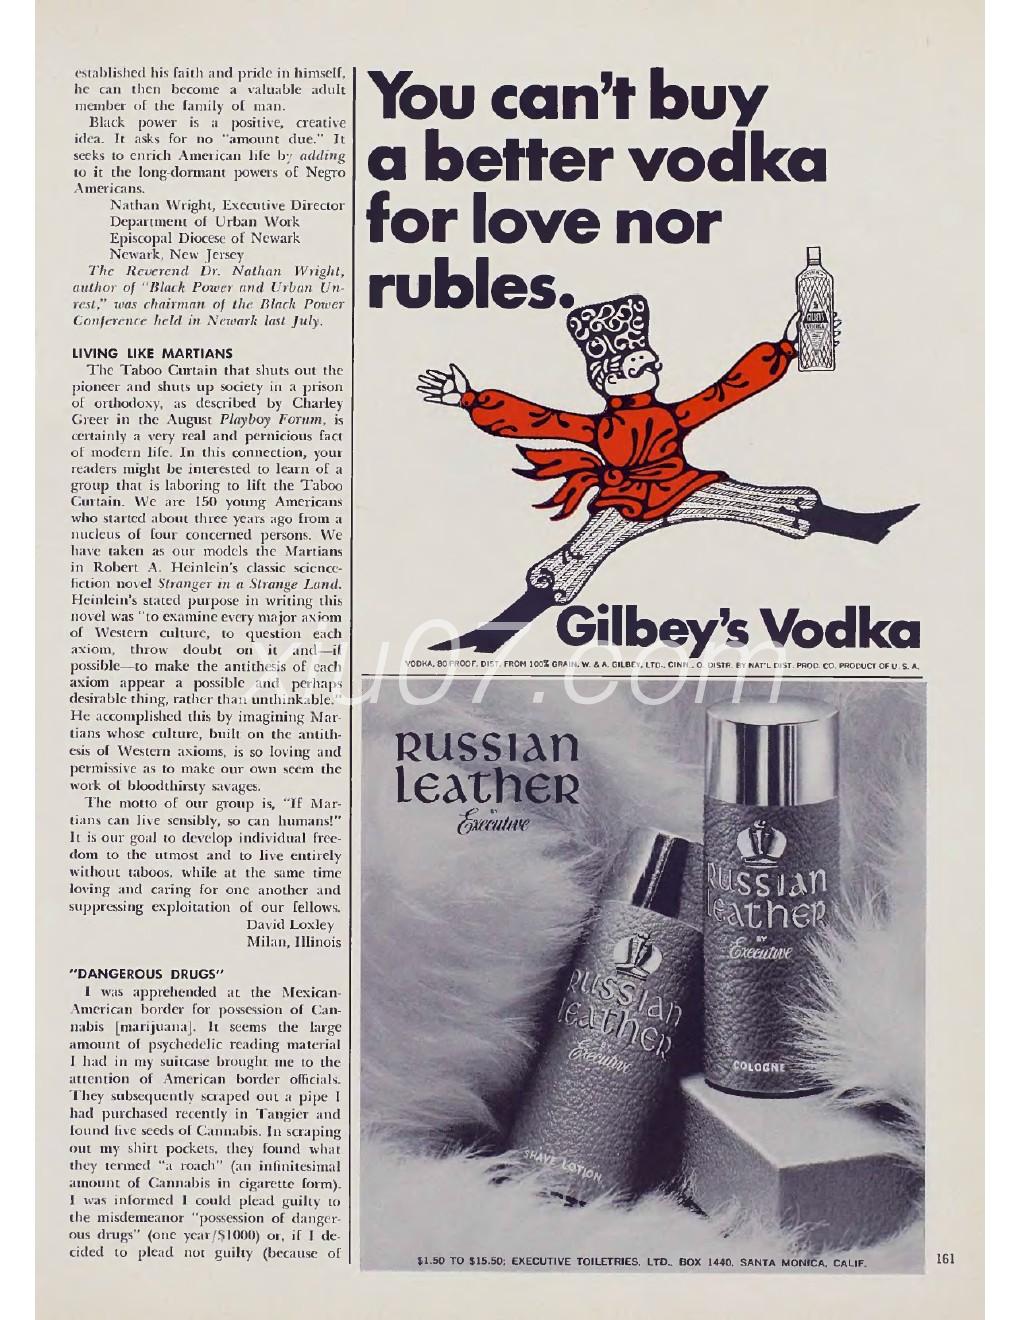 established his faith and pride in himself,
he can then become a valuable adult
member of the family of man.
Black power is a positive, creative
idea. It asks for no "amount due." It
seeks to enrich American life by adding
to it the long-dormant powers of Negro
Americans.
Nathan Wright, Executive Director
Department of Urban Work
Episcopal Diocese of Newark
Newark, New Jersey
The Reverend Dr. Nathan Wright,
author of "Black Power and Urban Un-
rest," was chairman of the Black Power
Conference held in Newark last July.
LIVING LIKE MARTIANS
The Taboo Curtain that shuts out the
pioneer and shuts up society in a prison
of orthodoxy, as described by Charley
Greer in the August Playboy Forum, is
certainly a very real and pernicious fact
of modern life. In this connection, your
readers might be interested to learn of a
group that is laboring to lift the Taboo
Curtain. We are 150 young Americans
who started about three years ago from a
nucleus of four concerned persons. We
have taken as our models the Martians
in Robert A. Heinlein's classic science-
fiction novel Stranger in a Strange Land.
Heinlein's stated purpose in writing this
novel was "to examine every major axiom
of Western culture, to question each
axiom, throw doubt on it and—if
possible—to make the antithesis of each
axiom appear a possible and perhaps
desirable thing, rather than unthinkable."
He accomplished this by imagining Mar-
tians whose culture, built on the antith-
esis of Western axioms, is so loving and
permissive as to make our own seem the
work of bloodthirsty savages.
The motto of our group is, "If Mar-
tians can live sensibly, so can humans!"
It is our goal to develop individual free-
dom to the utmost and to live entirely
without taboos, while at the same time
loving and caring for one another and
suppressing exploitation of our fellows.
David Loxley
Milan, Illinois
"DANGEROUS DRUGS"
I was apprehended at the Mexican-
American border for possession of Can-
nabis [marijuana]. It seems the large
amount of psychedelic reading material
I had in my suitcase brought me to the
attention of American border officials.
They subsequently scraped out a pipe I
had purchased recently in Tangier and
found five seeds of Cannabis. In scraping
out my shirt pockets, they found what
they termed "a roach" (an infinitesimal
amount of Cannabis in cigarette form).
I was informed I could plead guilty to
the misdemeanor "possession of danger-
ous drugs" (one year/$1000) or, if I de-
cided to plead not guilty (because of
You can't buy
a better vodka
for love nor
rubles.
Gilbey's Vodka
VODKA, 80 PROOF. DIST. FROM 100% GRAIN. W. & A. GILBEY, LTD., CINN., O. DISTR. BY NAT'L DIST. PROD. CO. PRODUCT OF U. S. A.
xu07.com
RUSSIAN
LEATHER
BY
Executive
RUSSIAN
LEATHER
BY
Executive
COLOGNE
RUSSIAN
LEATHER
BY
Executive
SHAVE LOTION
$1.50 TO $15.50; EXECUTIVE TOILETRIES, LTD., BOX 1440, SANTA MONICA, CALIF.
161